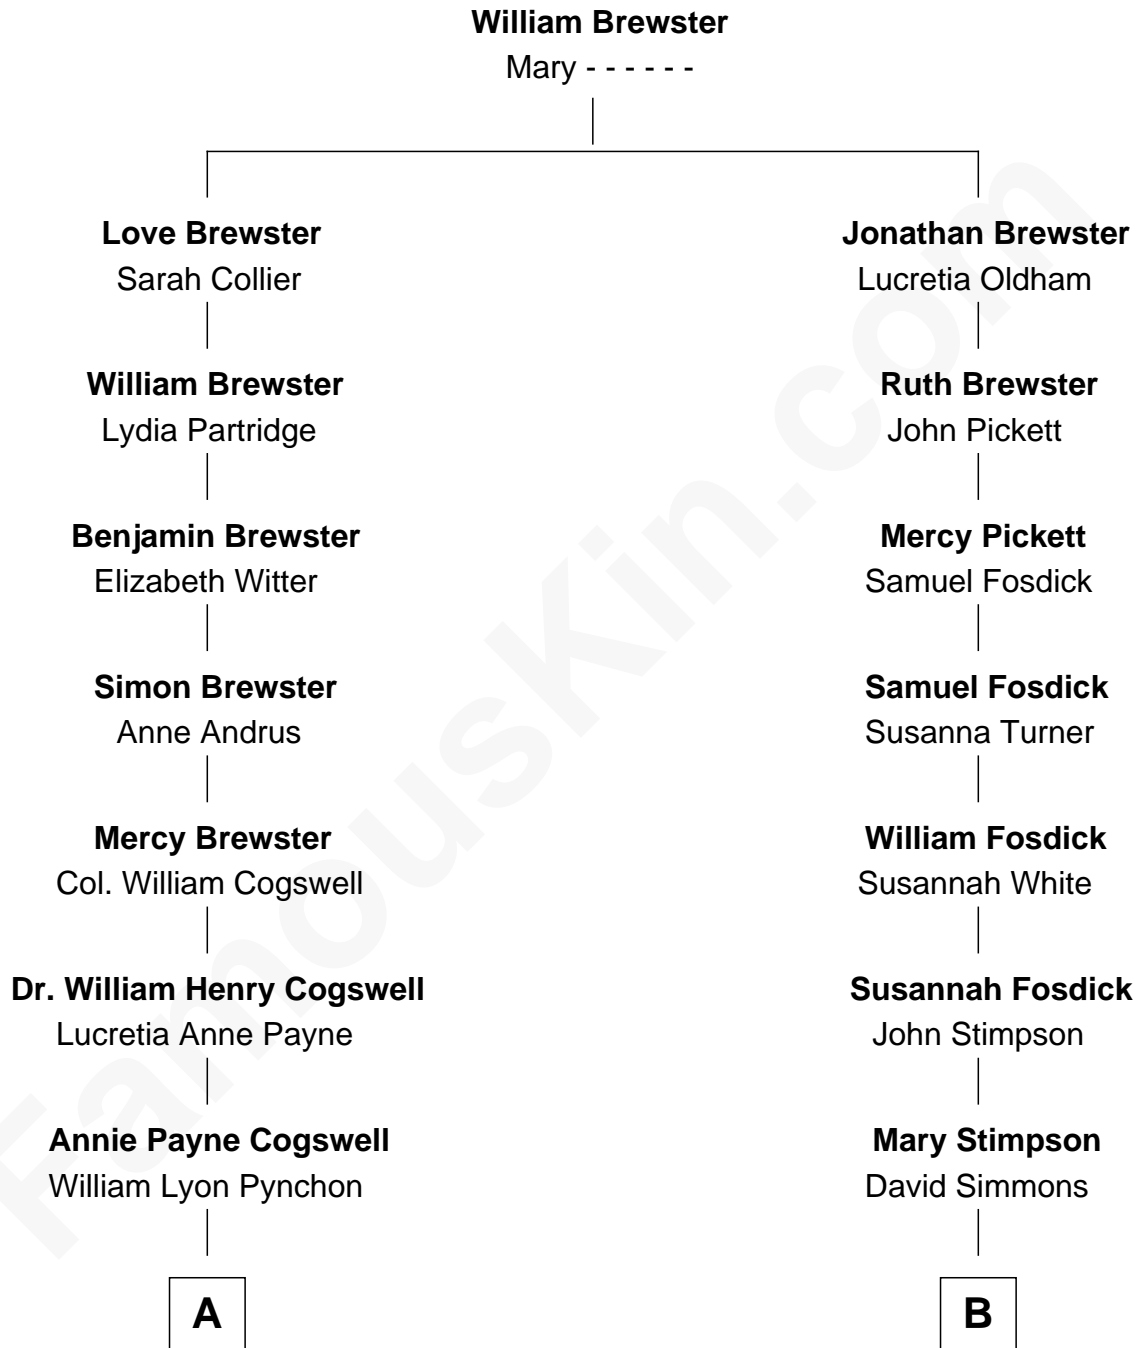 William Brewster
Mary - - - - - -
Love Brewster
Sarah Collier
William Brewster
Lydia Partridge
Benjamin Brewster
Elizabeth Witter
Simon Brewster
Anne Andrus
Mercy Brewster
Col. William Cogswell
Dr. William Henry Cogswell
Lucretia Anne Payne
Annie Payne Cogswell
William Lyon Pynchon
A
Jonathan Brewster
Lucretia Oldham
Ruth Brewster
John Pickett
Mercy Pickett
Samuel Fosdick
Samuel Fosdick
Susanna Turner
William Fosdick
Susannah White
Susannah Fosdick
John Stimpson
Mary Stimpson
David Simmons
B
FamousKin.com